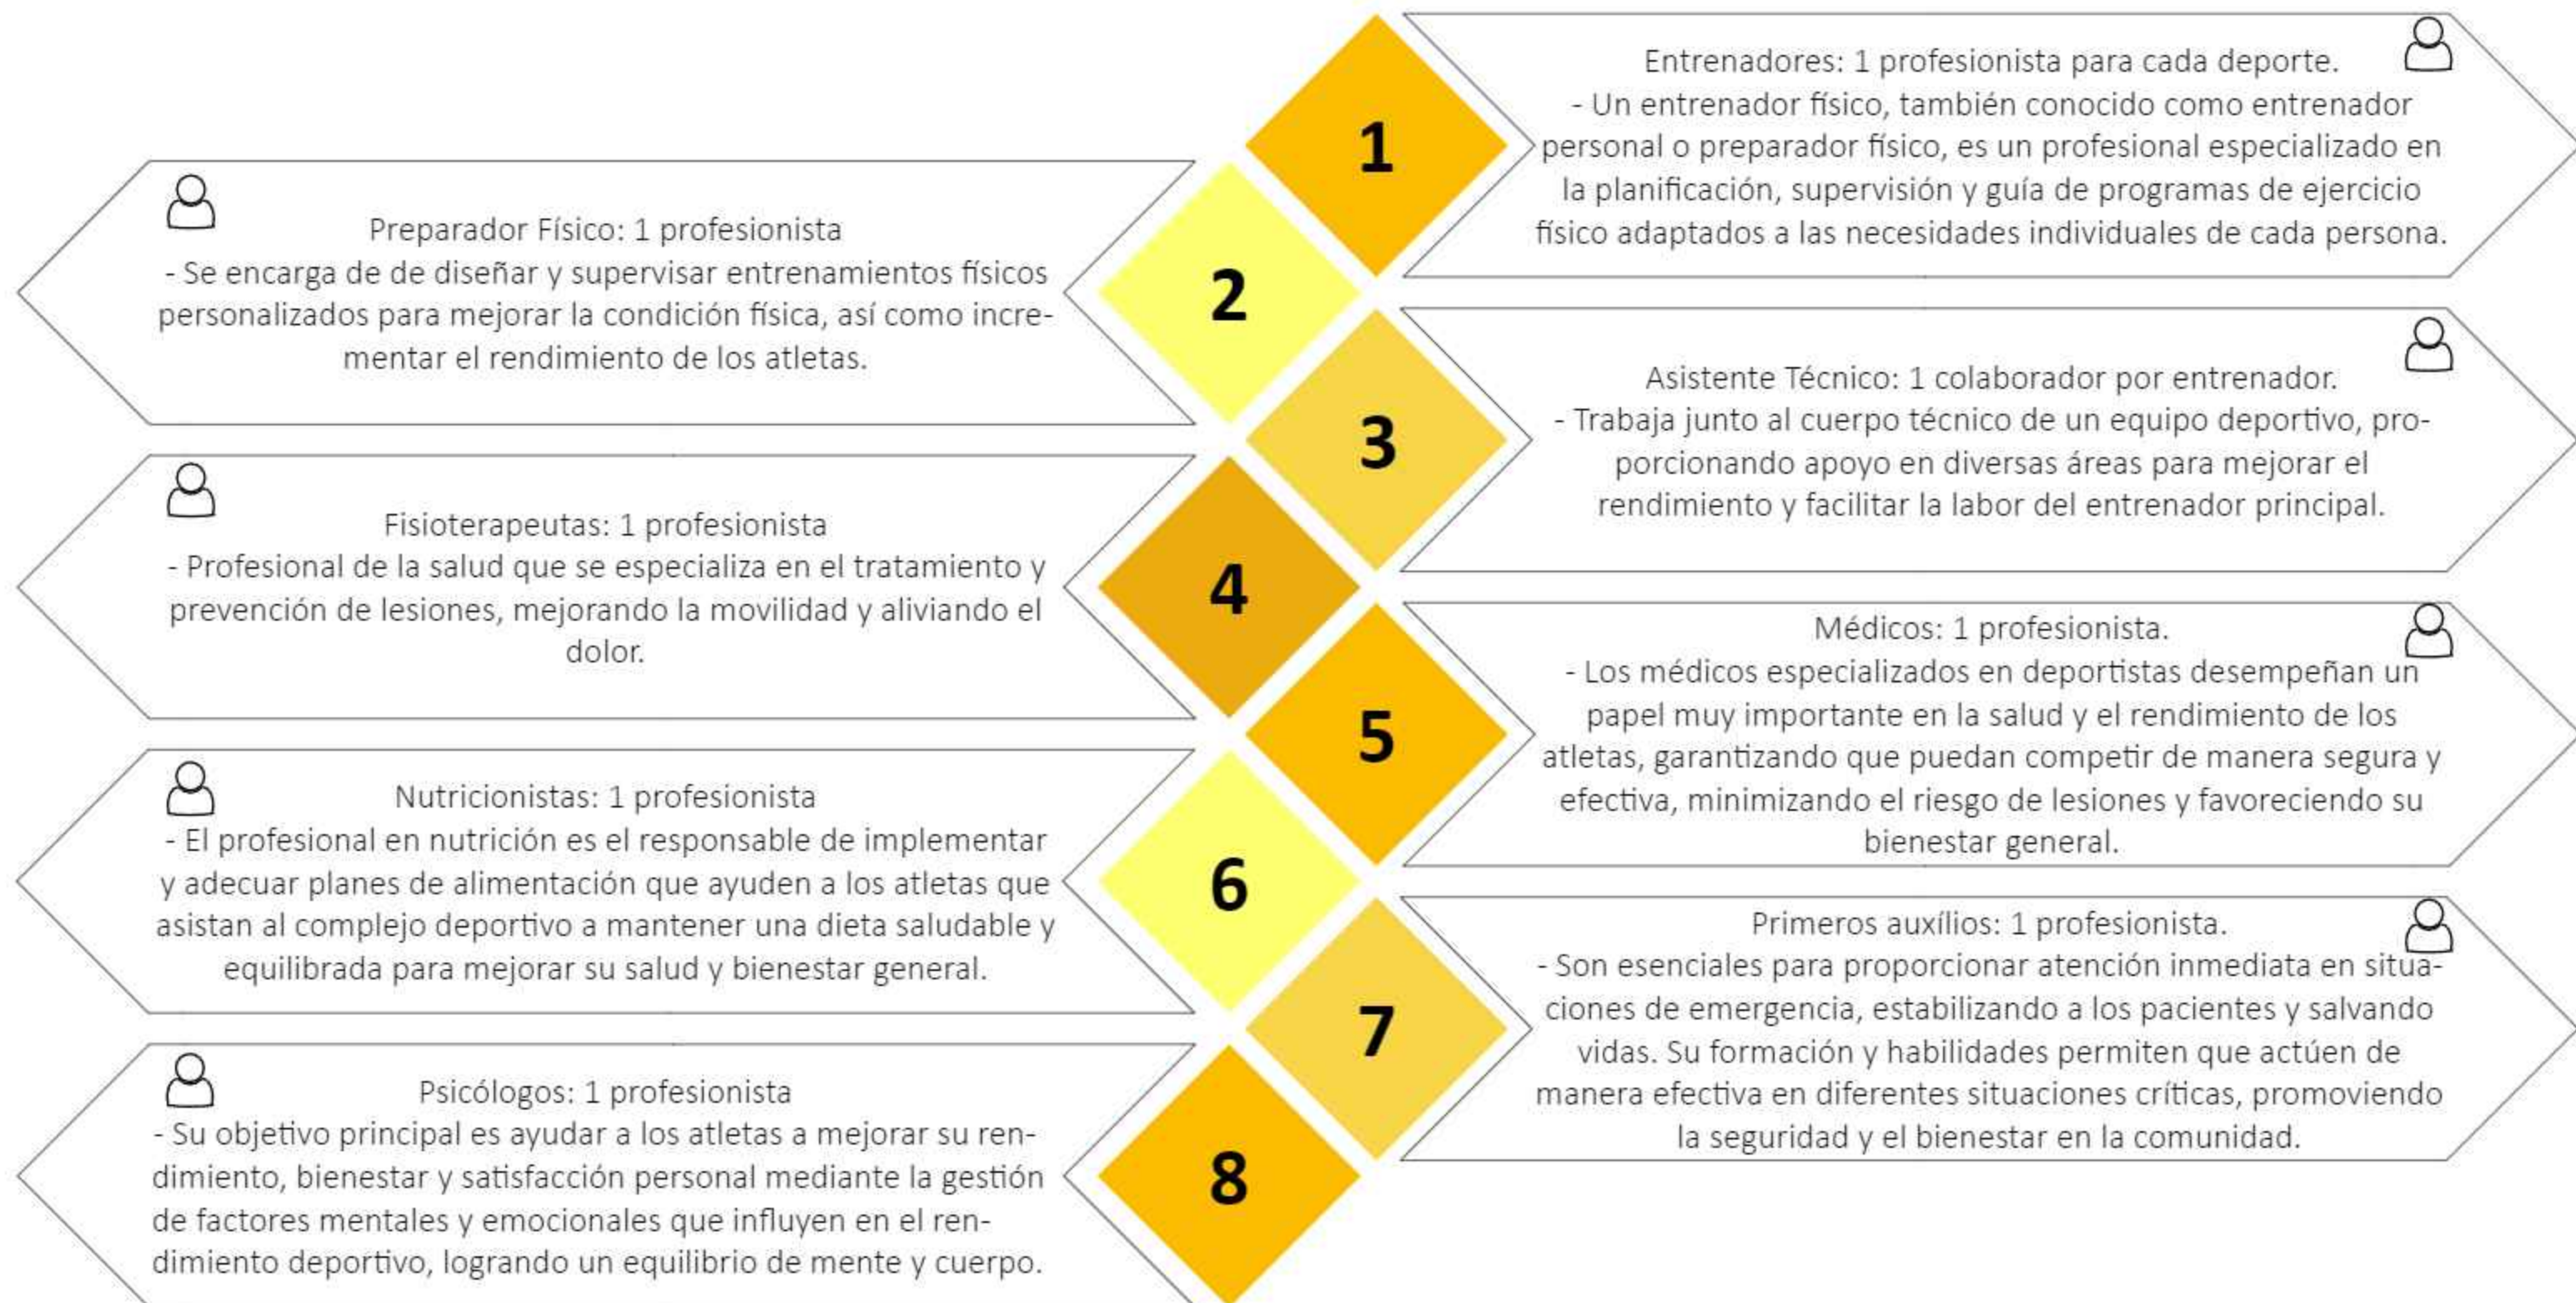 1
Entrenadores: 1 profesionista para cada deporte.
- Un entrenador físico, también conocido como entrenador
personal o preparador físico, es un profesional especializado en
la planificación, supervisión y guía de programas de ejercicio
físico adaptados a las necesidades individuales de cada persona.
2
Preparador Físico: 1 profesionista
- Se encarga de de diseñar y supervisar entrenamientos físicos
personalizados para mejorar la condición física, así como incre-
mentar el rendimiento de los atletas.
3
Asistente Técnico: 1 colaborador por entrenador.
- Trabaja junto al cuerpo técnico de un equipo deportivo, pro-
porcionando apoyo en diversas áreas para mejorar el
rendimiento y facilitar la labor del entrenador principal.
4
Fisioterapeutas: 1 profesionista
- Profesional de la salud que se especializa en el tratamiento y
prevención de lesiones, mejorando la movilidad y aliviando el
dolor.
5
Médicos: 1 profesionista.
- Los médicos especializados en deportistas desempeñan un
papel muy importante en la salud y el rendimiento de los
atletas, garantizando que puedan competir de manera segura y
efectiva, minimizando el riesgo de lesiones y favoreciendo su
bienestar general.
6
Nutricionistas: 1 profesionista
- El profesional en nutrición es el responsable de implementar
y adecuar planes de alimentación que ayuden a los atletas que
asistan al complejo deportivo a mantener una dieta saludable y
equilibrada para mejorar su salud y bienestar general.
7
Primeros auxílios: 1 profesionista.
- Son esenciales para proporcionar atención inmediata en situa-
ciones de emergencia, estabilizando a los pacientes y salvando
vidas. Su formación y habilidades permiten que actúen de
manera efectiva en diferentes situaciones críticas, promoviendo
la seguridad y el bienestar en la comunidad.
8
Psicólogos: 1 profesionista
- Su objetivo principal es ayudar a los atletas a mejorar su ren-
dimiento, bienestar y satisfacción personal mediante la gestión
de factores mentales y emocionales que influyen en el ren-
dimiento deportivo, logrando un equilibrio de mente y cuerpo.